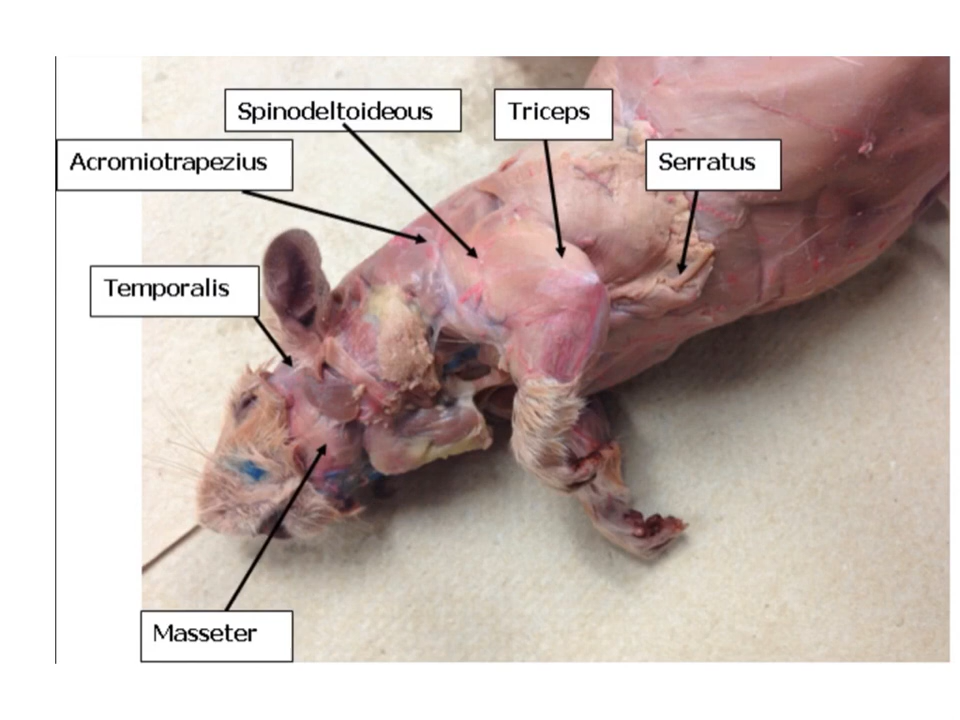 Spinodeltoideous
Triceps
Acromiotrapezius
Serratus
Temporalis
Masseter